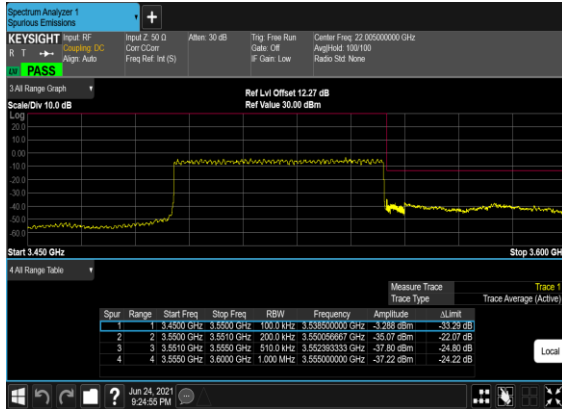 Spectrum Analyzer 1
Spurious Emissions
+
KEYSIGHT Input: RF Input Z: 50 Ω Atten: 30 dB Trig: Free Run Center Freq: 22.005000000 GHz
R T Coupling: DC Corr CCorr Gate: Off Avg|Hold: 100/100
Align: Auto Freq Ref: Int (S) IF Gain: Low Radio Std: None
PASS
3 All Range Graph
Ref Lvl Offset 12.27 dB
Scale/Div 10.0 dB Ref Value 30.00 dBm
Log
20.0
10.0
0.00
-10.0
-20.0
-30.0
-40.0
-50.0
-60.0
Start 3.450 GHz Stop 3.600 GH
4 All Range Table
Measure Trace Trace 1
Trace Type Trace Average (Active)
Spur Range Start Freq Stop Freq RBW Frequency Amplitude ΔLimit
1 1 3.4500 GHz 3.5500 GHz 100.0 kHz 3.538500000 GHz -3.288 dBm -33.29 dB
2 2 3.5500 GHz 3.5510 GHz 200.0 kHz 3.550056667 GHz -35.07 dBm -22.07 dB
3 3 3.5510 GHz 3.5550 GHz 510.0 kHz 3.552393333 GHz -37.80 dBm -24.80 dB
4 4 3.5550 GHz 3.6000 GHz 1.000 MHz 3.555000000 GHz -37.22 dBm -24.22 dB
Local
? Jun 24, 2021
9:24:55 PM